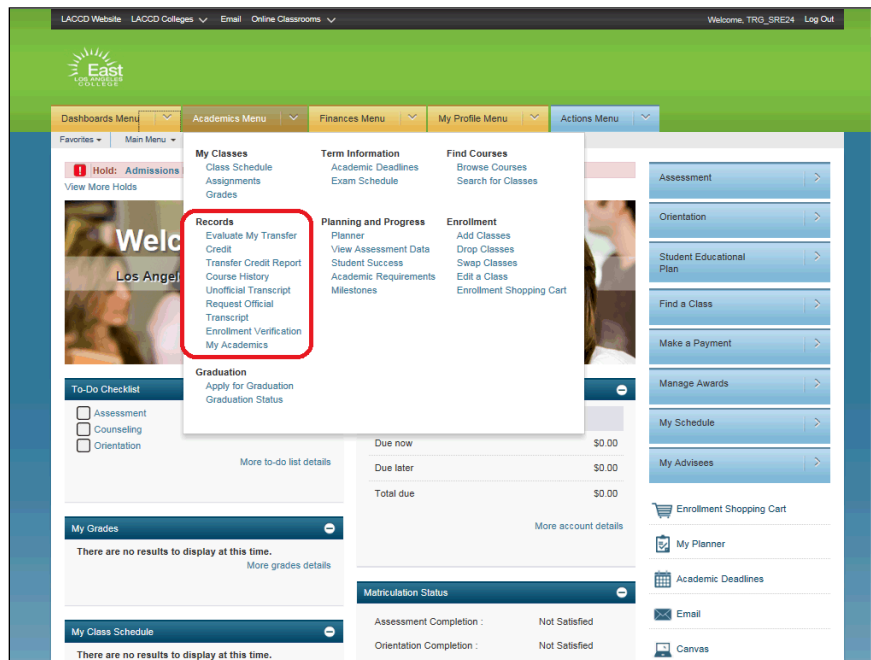 LACCD Website LACCD Colleges Email Online Classrooms Welcome, TRG_SRE24 Log Out
East
LOS ANGELES
COLLEGE
Dashboards Menu Academics Menu Finances Menu My Profile Menu Actions Menu
Favorites Main Menu
Hold: Admissions
View More Holds
Welc
Los Angel
My Classes
Class Schedule
Assignments
Grades
Term Information
Academic Deadlines
Exam Schedule
Find Courses
Browse Courses
Search for Classes
Records
Evaluate My Transfer
Credit
Transfer Credit Report
Course History
Unofficial Transcript
Request Official
Transcript
Enrollment Verification
My Academics
Planning and Progress
Planner
View Assessment Data
Student Success
Academic Requirements
Milestones
Enrollment
Add Classes
Drop Classes
Swap Classes
Edit a Class
Enrollment Shopping Cart
Graduation
Apply for Graduation
Graduation Status
To-Do Checklist
Assessment
Counseling
Orientation
More to-do list details
My Grades
There are no results to display at this time.
More grades details
My Class Schedule
There are no results to display at this time.
Due now $0.00
Due later $0.00
Total due $0.00
More account details
Matriculation Status
Assessment Completion : Not Satisfied
Orientation Completion : Not Satisfied
Assessment
Orientation
Student Educational
Plan
Find a Class
Make a Payment
Manage Awards
My Schedule
My Advisees
Enrollment Shopping Cart
My Planner
Academic Deadlines
Email
Canvas